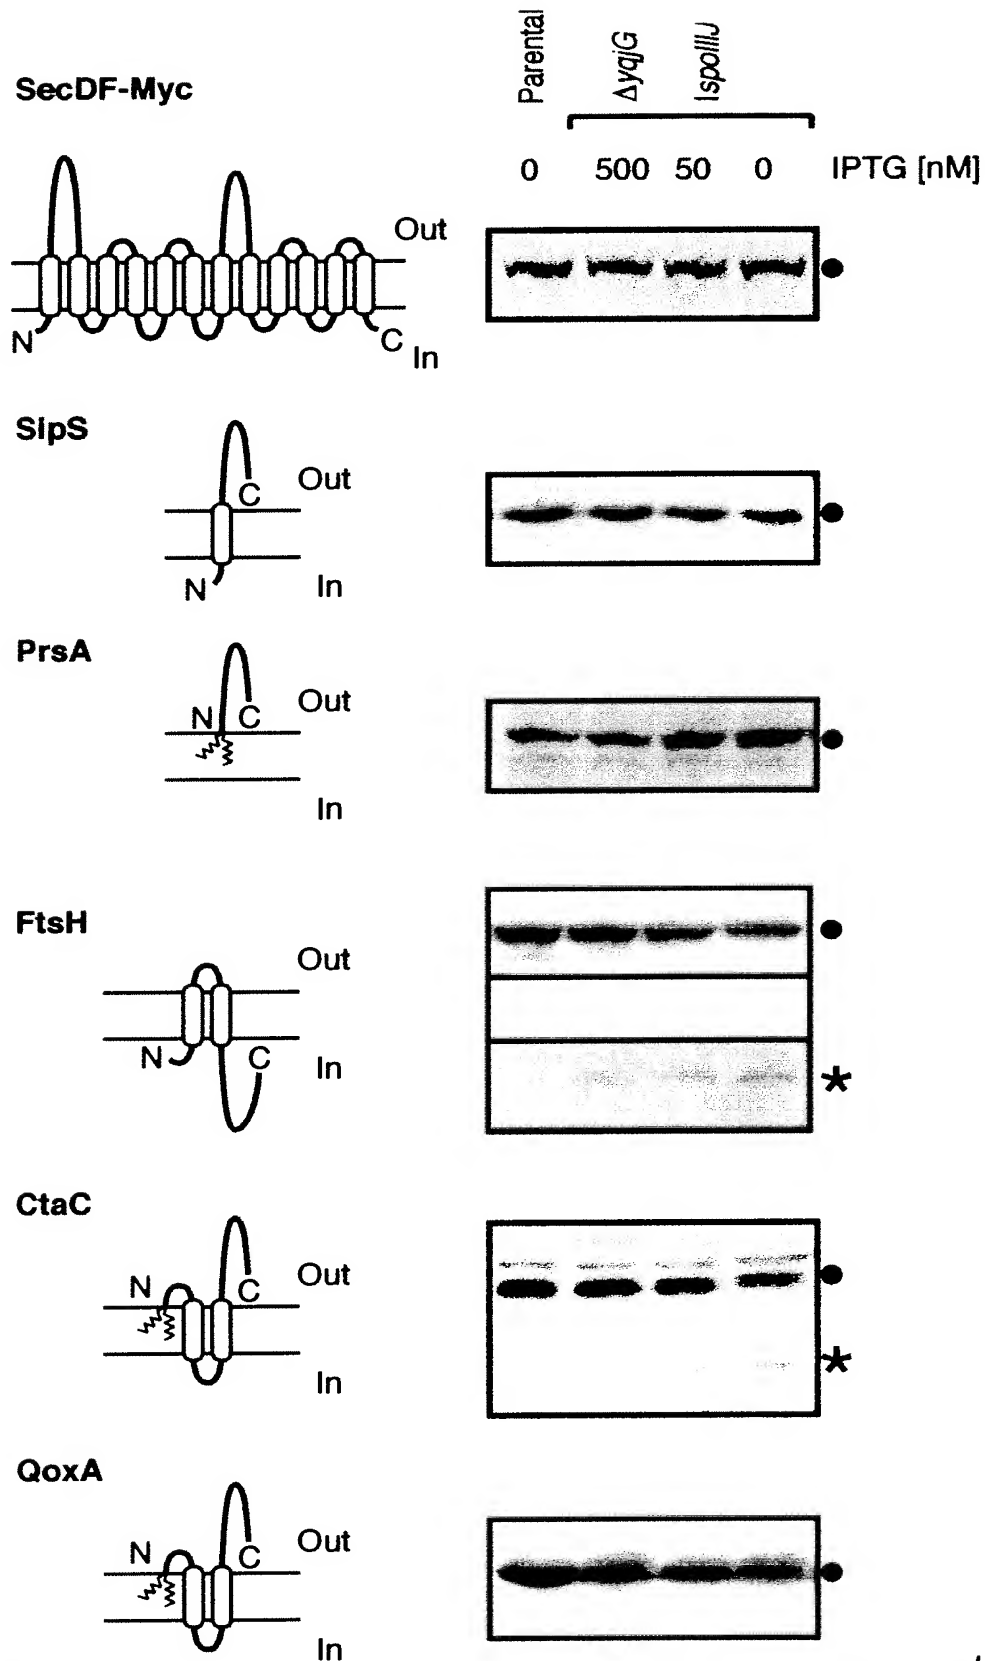 Parental
ΔyqjG
IspoIIIJ
SecDF-Myc
0 500 50 0 IPTG [nM]
Out
N
C
In
SipS
Out
C
N
In
PrsA
Out
N C
In
FtsH
Out
N C
In
*
CtaC
N
Out
C
In
*
QoxA
N
Out
C
In